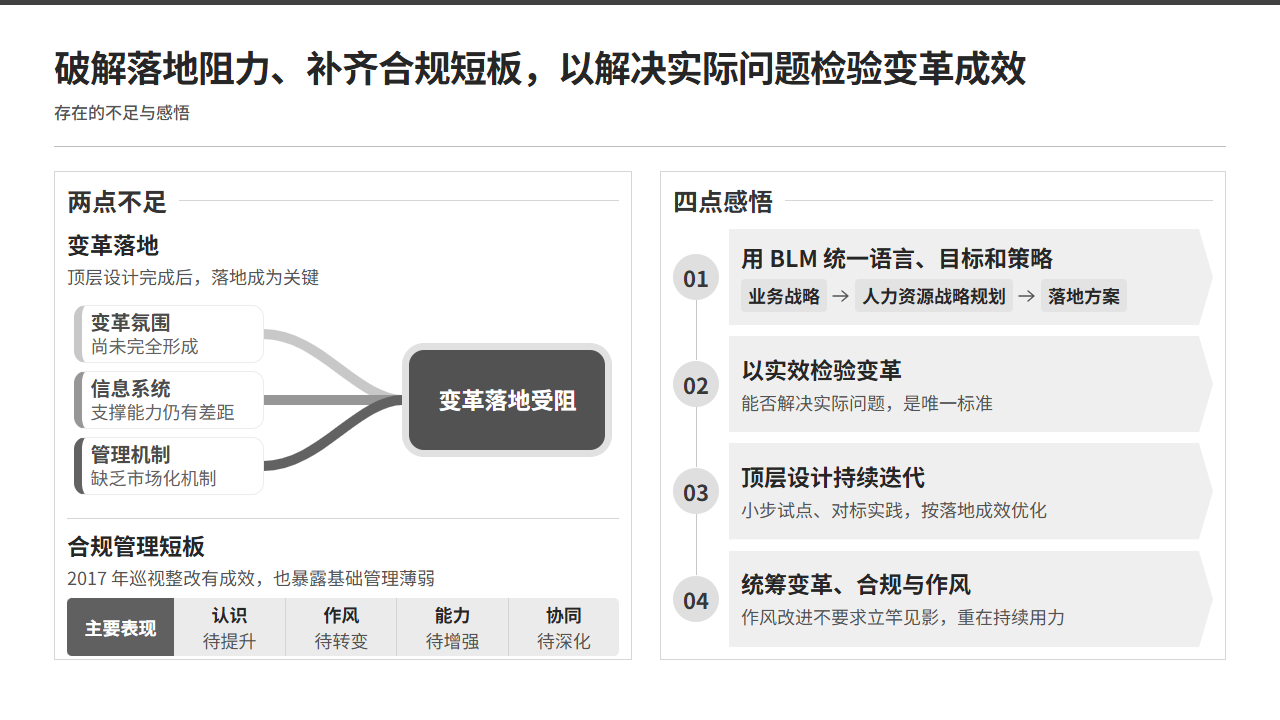 破解落地阻力、补齐合规短板，以解决实际问题检验变革成效
存在的不足与感悟
两点不足
变革落地
顶层设计完成后，落地成为关键
变革氛围
尚未完全形成
信息系统
支撑能力仍有差距
管理机制
缺乏市场化机制
变革落地受阻
合规管理短板
2017 年巡视整改有成效，也暴露基础管理薄弱
主要表现
认识
待提升
作风
待转变
能力
待增强
协同
待深化
四点感悟
01
用 BLM 统一语言、目标和策略
业务战略 → 人力资源战略规划 → 落地方案
02
以实效检验变革
能否解决实际问题，是唯一标准
03
顶层设计持续迭代
小步试点、对标实践，按落地成效优化
04
统筹变革、合规与作风
作风改进不要求立竿见影，重在持续用力